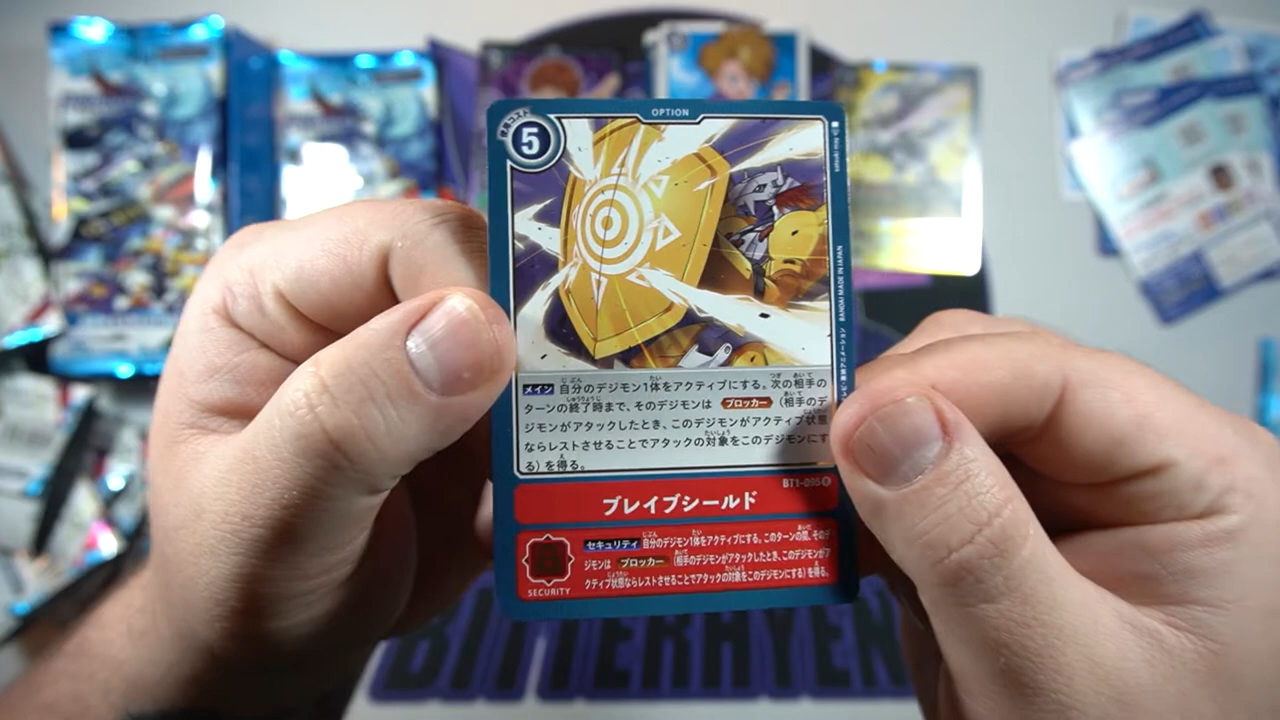 OPTION
登場コスト
5
メイン 自分のデジモン1体をアクティブにする。次の相手の
ターンの終了時まで、そのデジモンは ブロッカー (相手のデ
ジモンがアタックしたとき、このデジモンがアクティブ状態
ならレストさせることでアタックの対象をこのデジモンにす
る) を得る。
BT1-095 R
ブレイブシールド
セキュリティ 自分のデジモン1体をアクティブにする。このターンの間、そのデ
ジモンは ブロッカー (相手のデジモンがアタックしたとき、このデジモンがア
クティブ状態ならレストさせることでアタックの対象をこのデジモンにする) を得る。
SECURITY
BANDAI MADE IN JAPAN